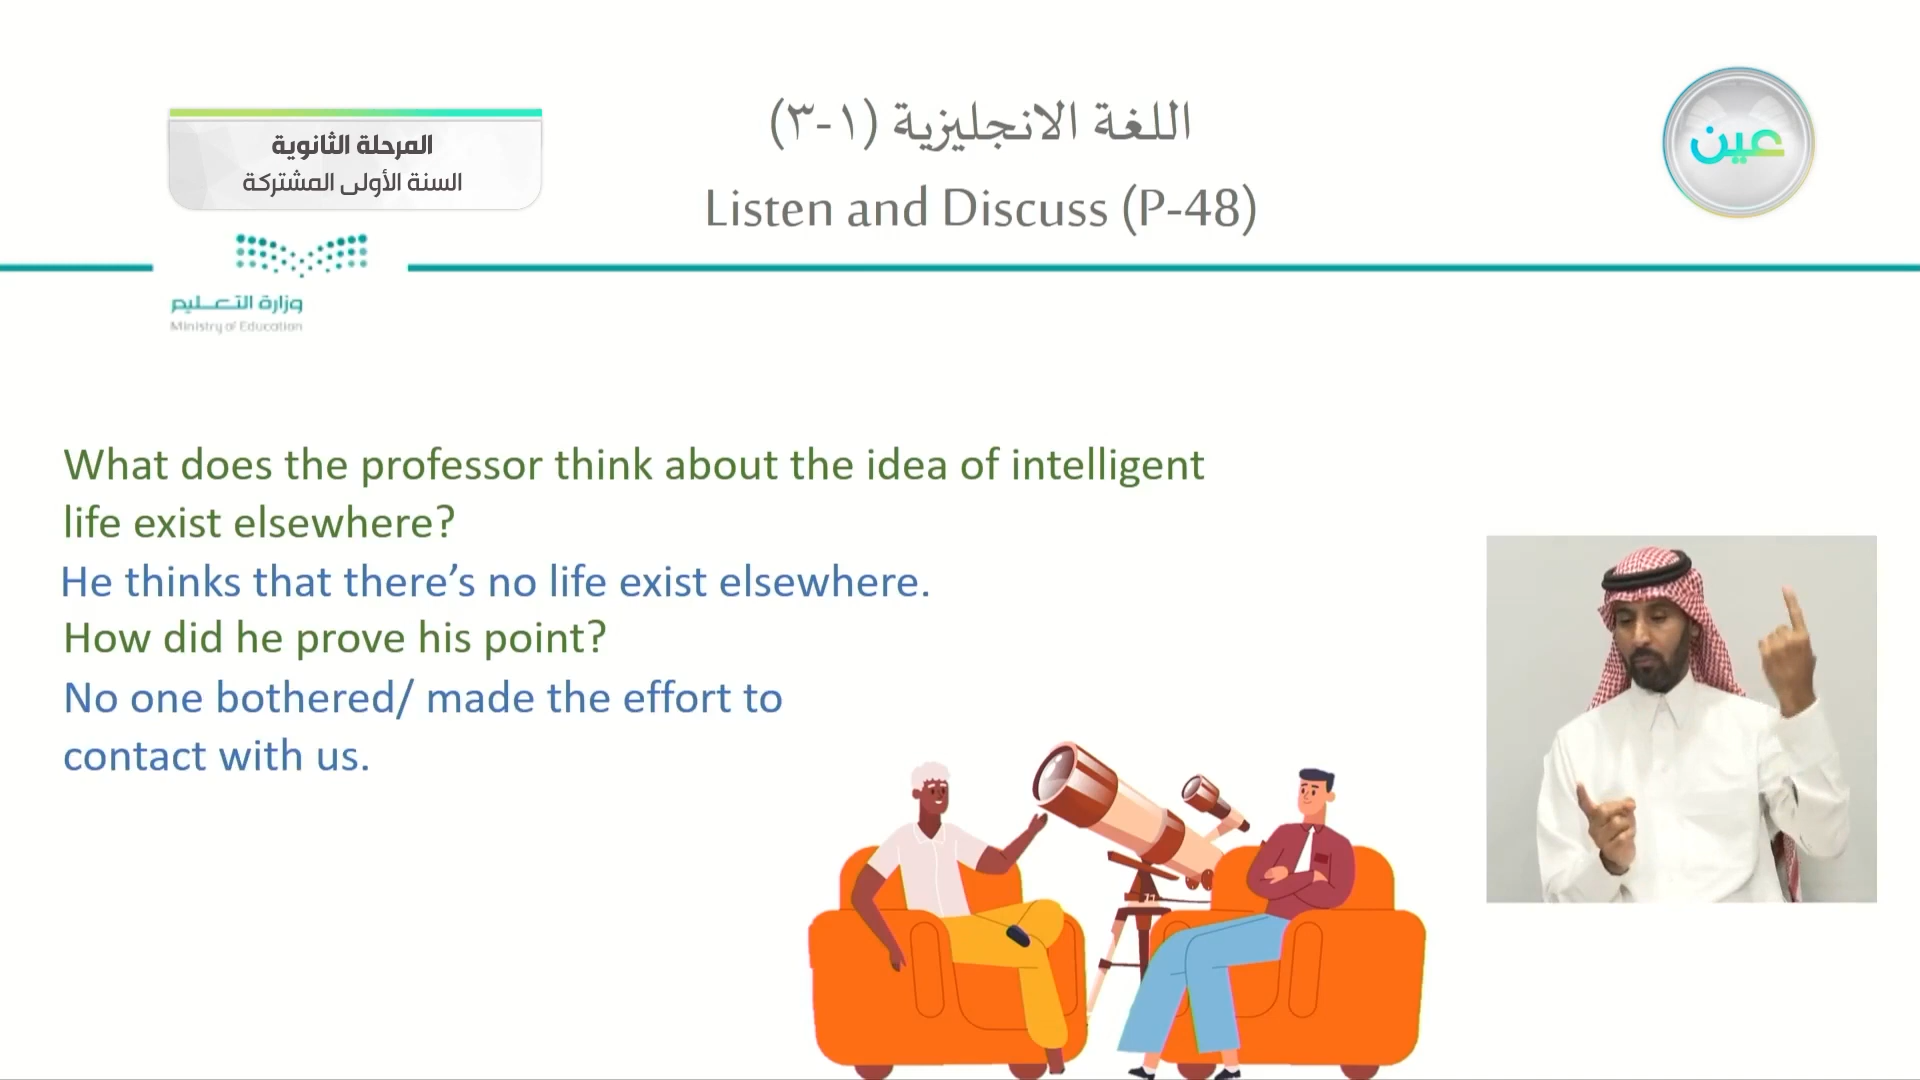 المرحلة الثانوية
السنة الأولى المشتركة
اللغة الانجليزية (١-٣)
Listen and Discuss (P-48)
عين
وزارة التعليم
Ministry of Education
What does the professor think about the idea of intelligent
life exist elsewhere?
He thinks that there’s no life exist elsewhere.
How did he prove his point?
No one bothered/ made the effort to
contact with us.